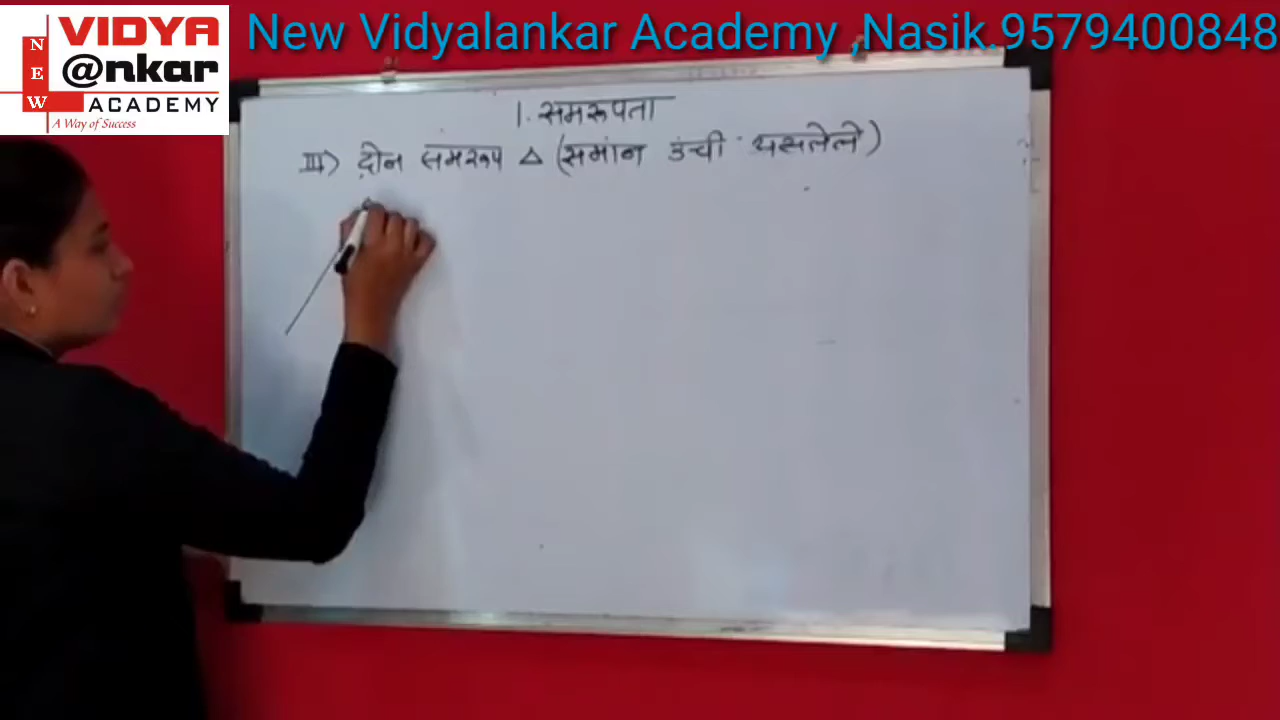 New Vidyalankar Academy ,Nasik.9579400848
NEW
VIDYA
@nkar
ACADEMY
A Way of Success
1. समरूपता
III) दोन समरूप Δ (समांन उंची असलेले)